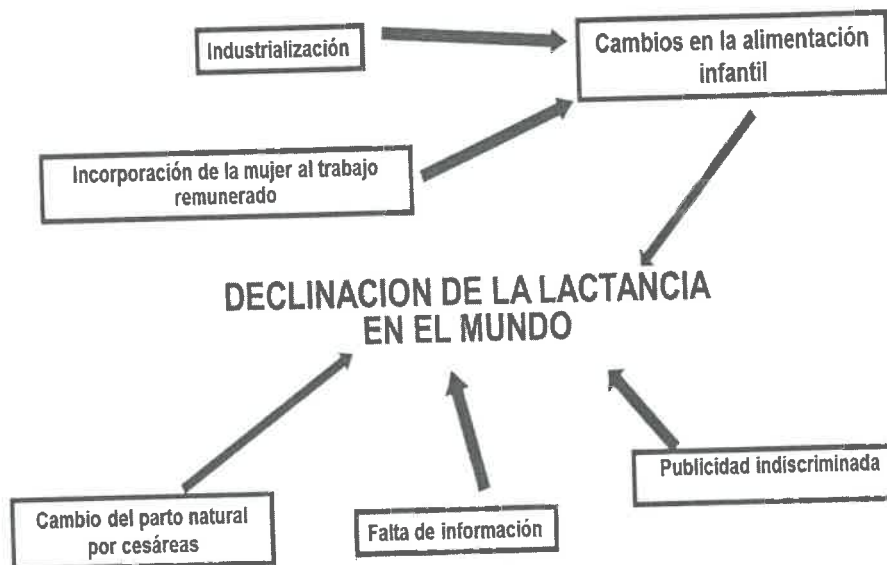 Industrialización
Cambios en la alimentación
infantil
Incorporación de la mujer al trabajo
remunerado
DECLINACION DE LA LACTANCIA
EN EL MUNDO
Publicidad indiscriminada
Cambio del parto natural
por cesáreas
Falta de información